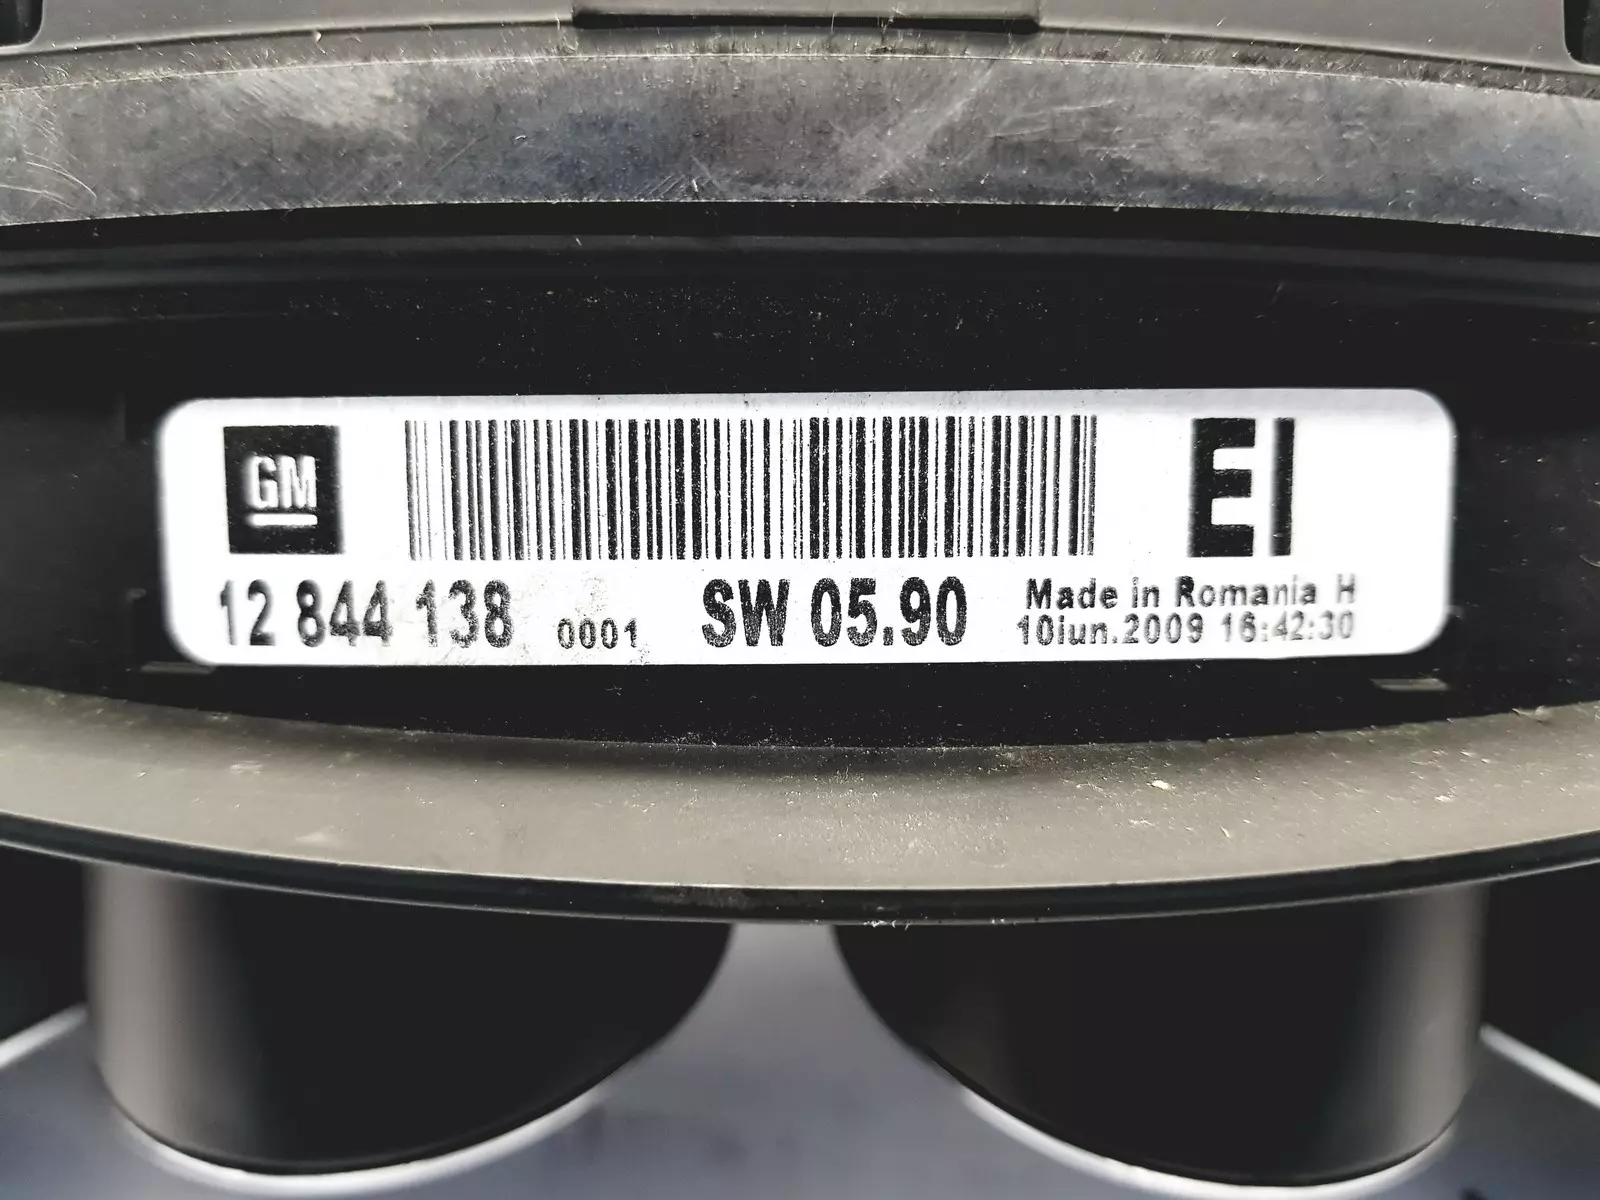 GM
EI
12 844 138 0001 SW 05.90
Made in Romania H
10iun.2009 16:42:30